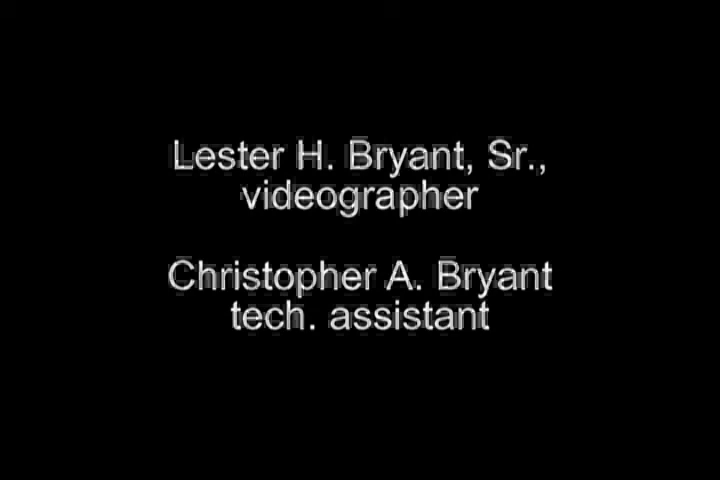 Lester H. Bryant, Sr.,
videographer
Christopher A. Bryant
tech. assistant